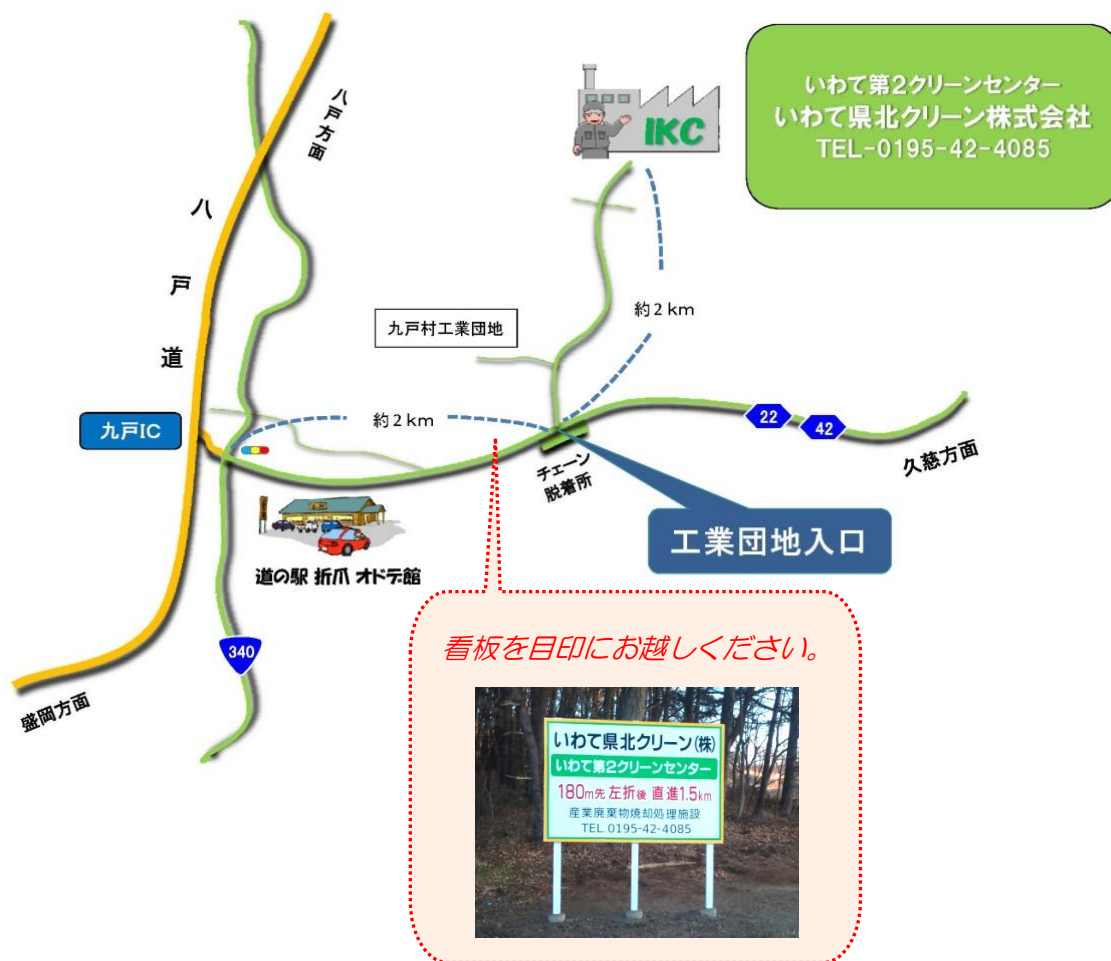 いわて第2クリーンセンター
いわて県北クリーン株式会社
TEL-0195-42-4085
IKC
八戸方面
八戸道
約2km
九戸村工業団地
九戸IC
約2km
22
42
久慈方面
チェーン
脱着所
工業団地入口
道の駅 折爪 オドデ館
340
盛岡方面
看板を目印にお越しください。
いわて県北クリーン(株)
いわて第2クリーンセンター
180m先 左折後 直進1.5km
産業廃棄物焼却処理施設
TEL 0195-42-4085